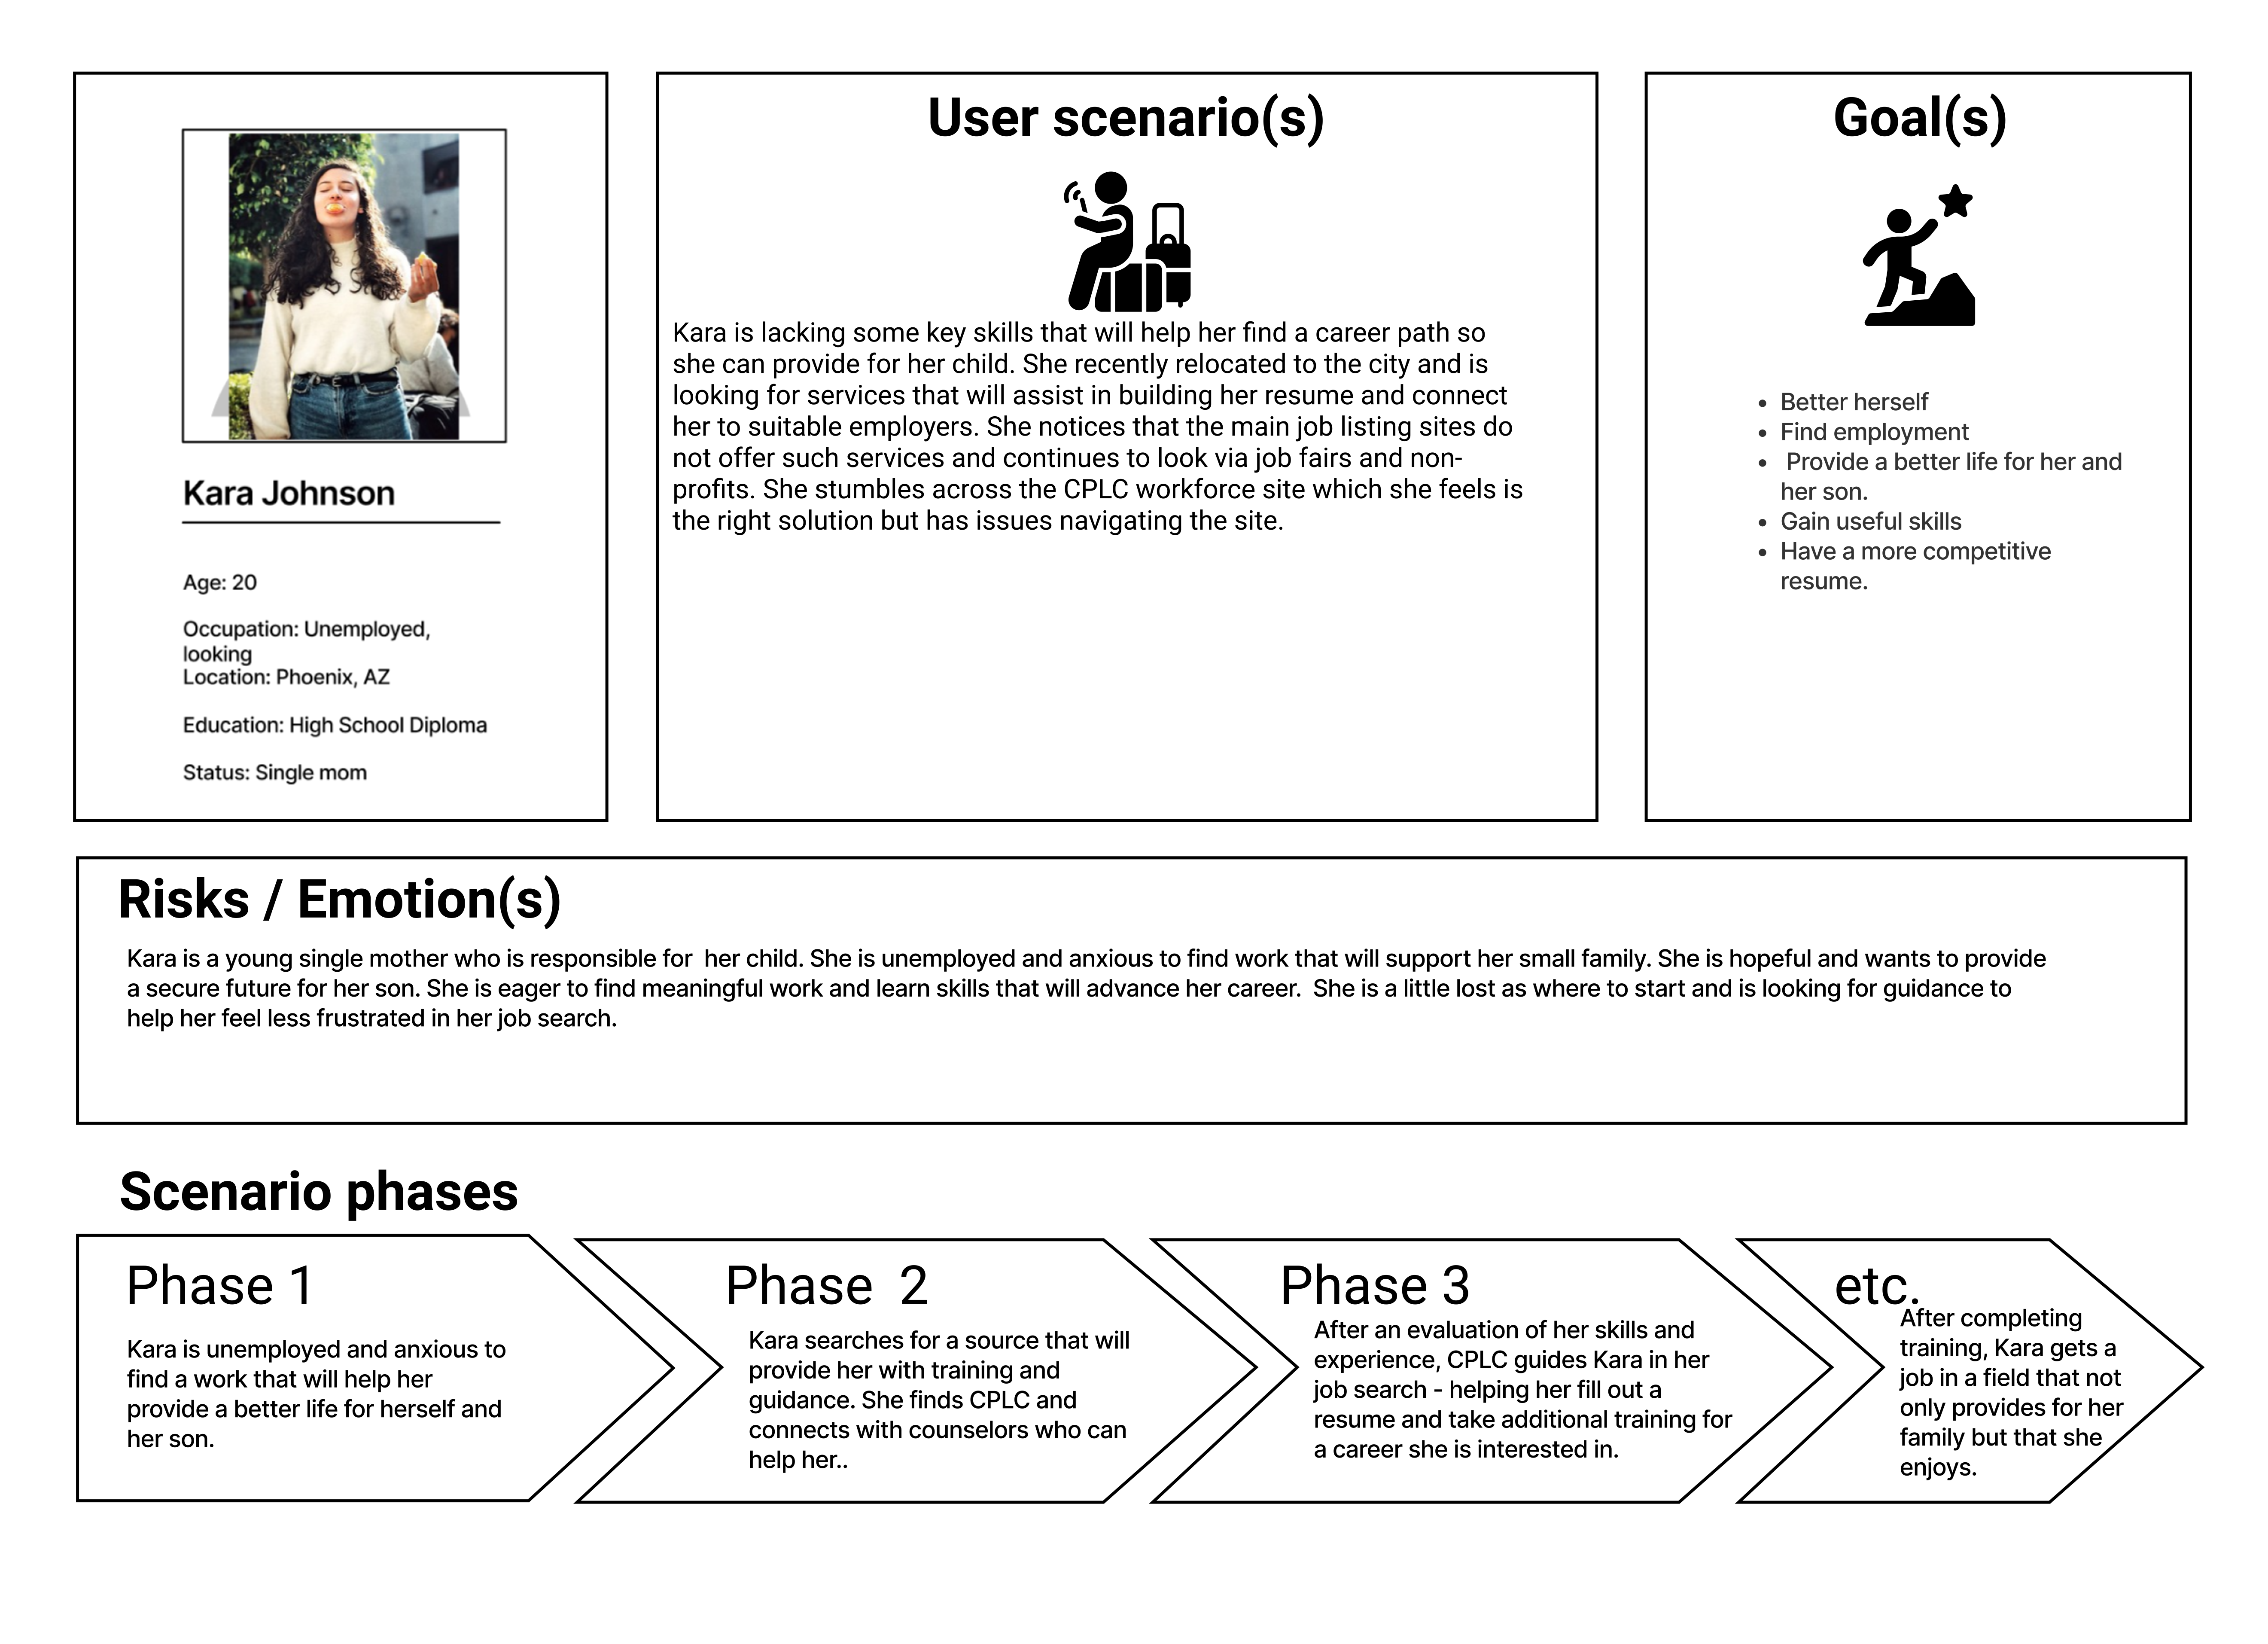 Kara Johnson
Age: 20
Occupation: Unemployed,
looking
Location: Phoenix, AZ
Education: High School Diploma
Status: Single mom
User scenario(s)
Kara is lacking some key skills that will help her find a career path so
she can provide for her child. She recently relocated to the city and is
looking for services that will assist in building her resume and connect
her to suitable employers. She notices that the main job listing sites do
not offer such services and continues to look via job fairs and non-
profits. She stumbles across the CPLC workforce site which she feels is
the right solution but has issues navigating the site.
Goal(s)
• Better herself
• Find employment
• Provide a better life for her and
her son.
• Gain useful skills
• Have a more competitive
resume.
Risks / Emotion(s)
Kara is a young single mother who is responsible for  her child. She is unemployed and anxious to find work that will support her small family. She is hopeful and wants to provide
a secure future for her son. She is eager to find meaningful work and learn skills that will advance her career.  She is a little lost as where to start and is looking for guidance to
help her feel less frustrated in her job search.
Scenario phases
Phase 1
Kara is unemployed and anxious to
find a work that will help her
provide a better life for herself and
her son.
Phase  2
Kara searches for a source that will
provide her with training and
guidance. She finds CPLC and
connects with counselors who can
help her..
Phase 3
After an evaluation of her skills and
experience, CPLC guides Kara in her
job search - helping her fill out a
resume and take additional training for
a career she is interested in.
etc.
After completing
training, Kara gets a
job in a field that not
only provides for her
family but that she
enjoys.